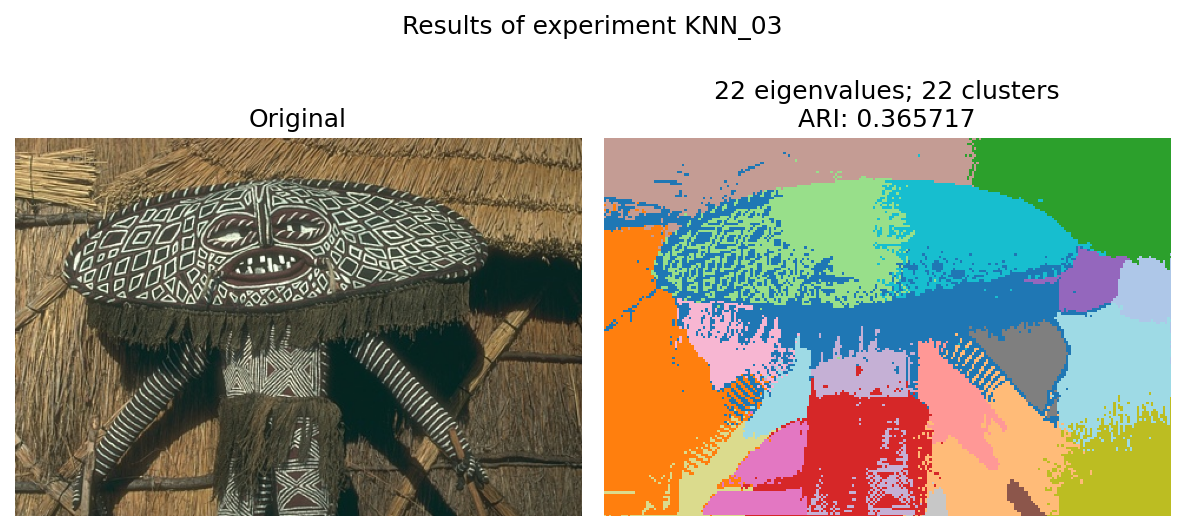 Results of experiment KNN_03
Original
22 eigenvalues; 22 clusters
ARI: 0.365717